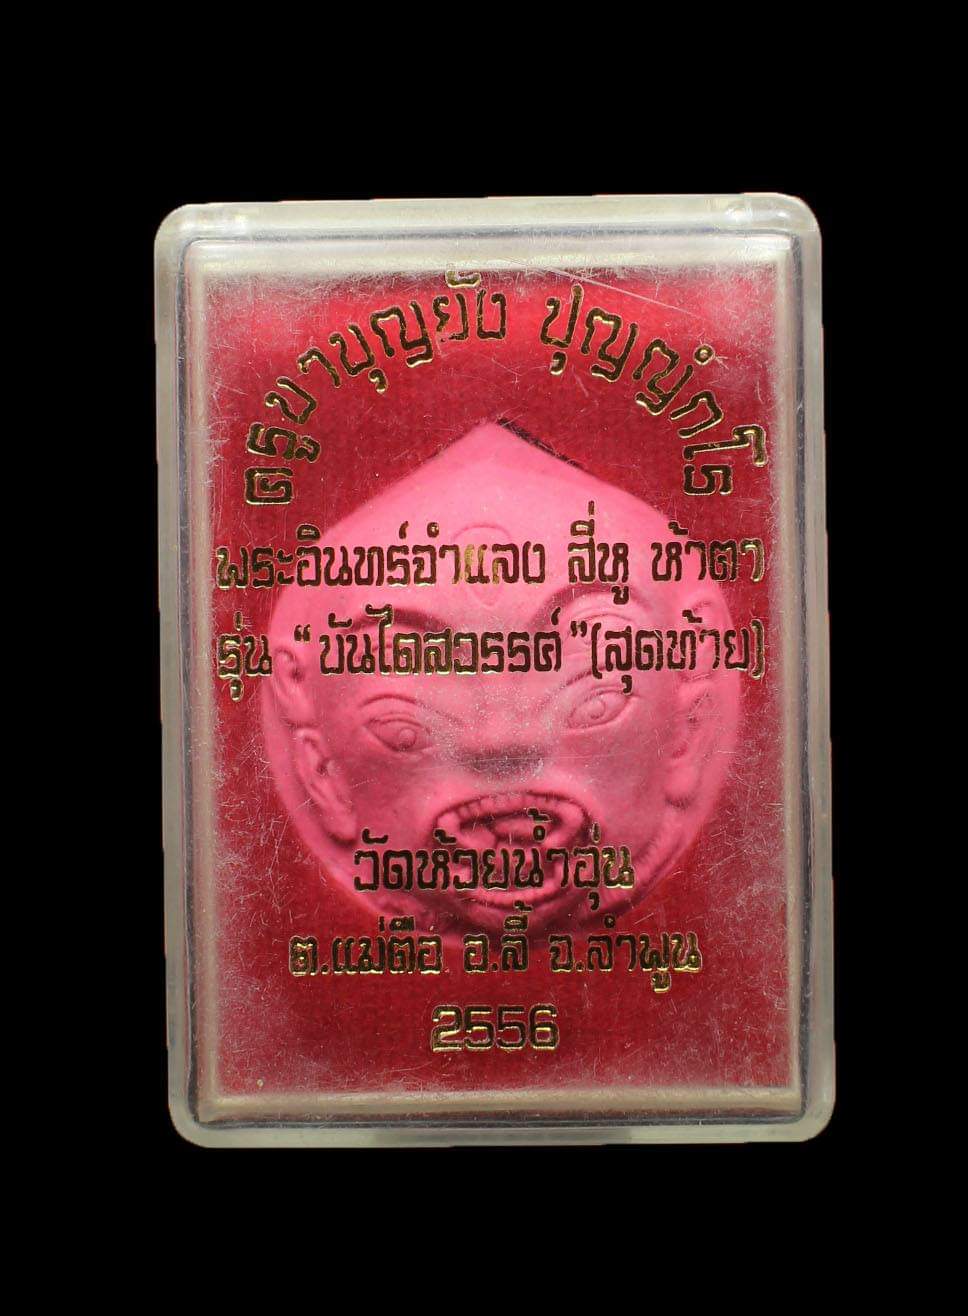 ครูบาบุญยัง ปุญญํกโร
พระอินทร์จำแลง สี่หู ห้าตา
รุ่น “บันไดสวรรค์”(สุดท้าย)
วัดห้วยน้ำอุ่น
ต.แม่ตือ อ.ลี้ จ.ลำพูน
2556